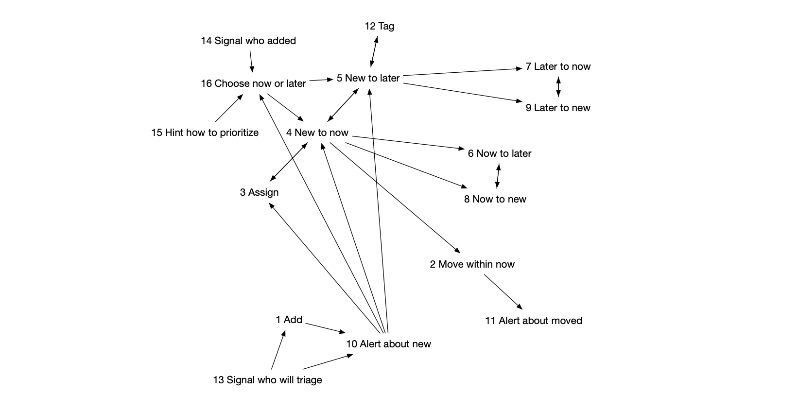 12 Tag
14 Signal who added
7 Later to now
5 New to later
16 Choose now or later
9 Later to new
15 Hint how to prioritize
4 New to now
6 Now to later
3 Assign
8 Now to new
2 Move within now
1 Add
11 Alert about moved
10 Alert about new
13 Signal who will triage